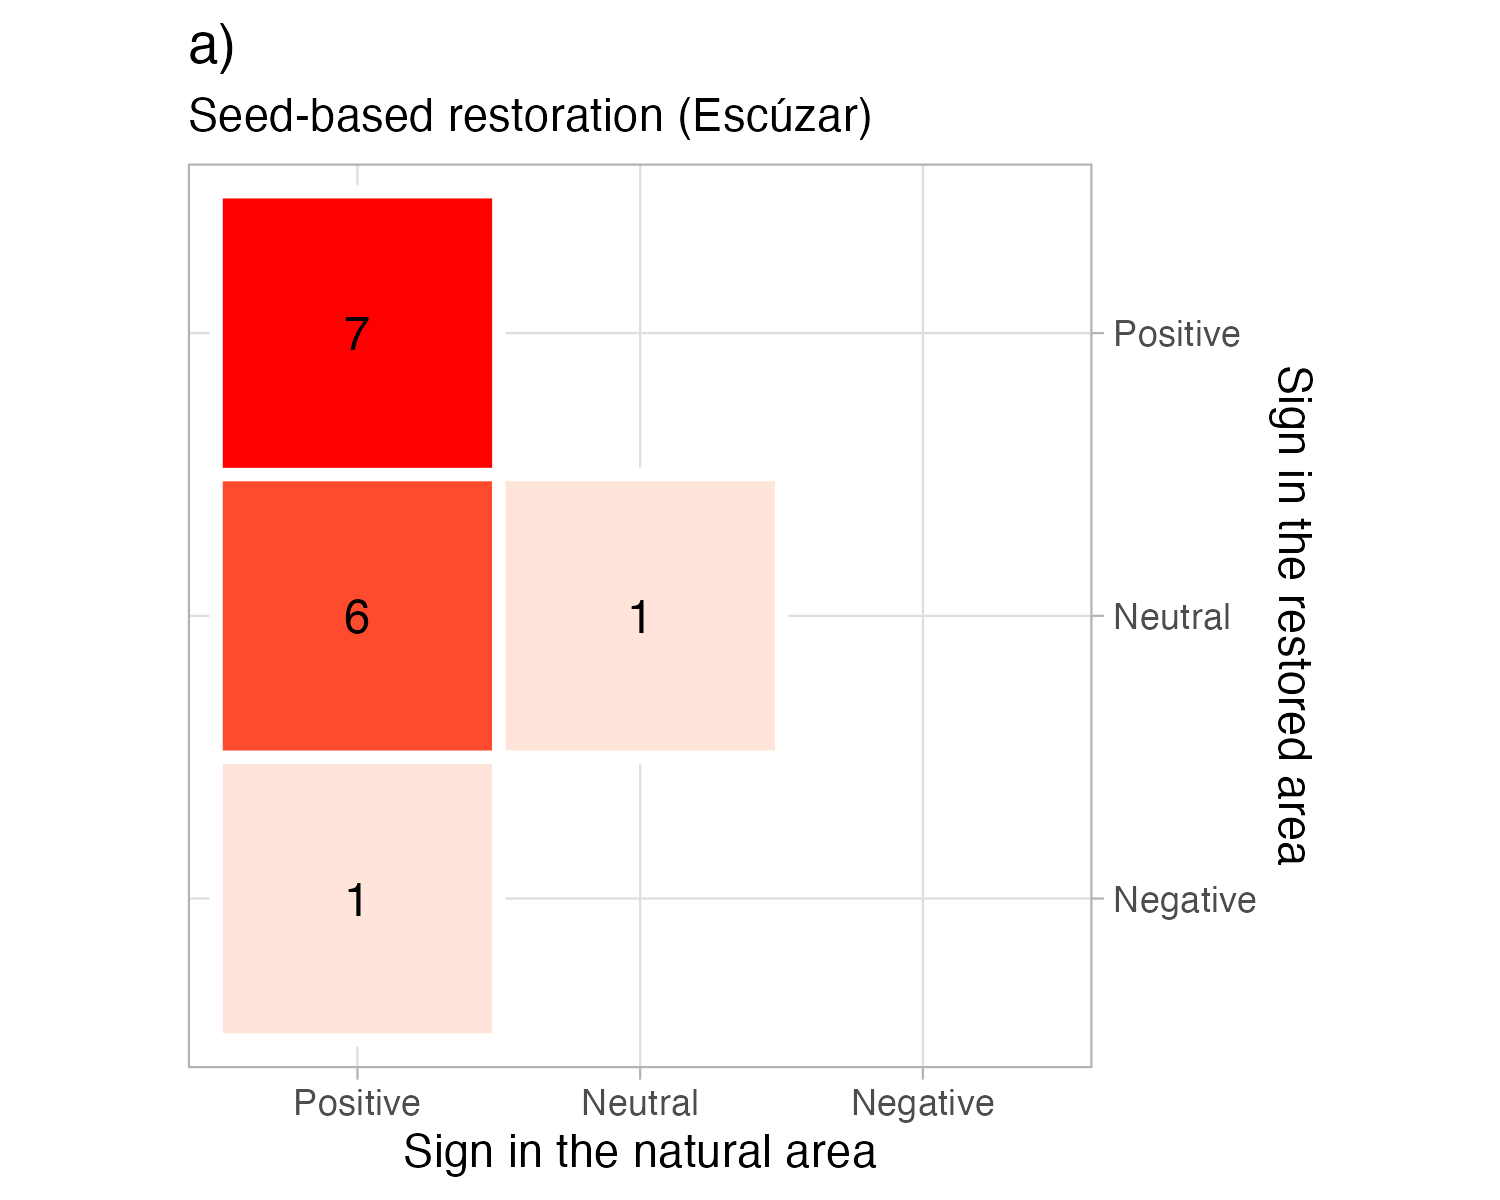 a)
Seed-based restoration (Escúzar)
7
Positive
6
1
Neutral
1
Negative
Sign in the restored area
Positive
Neutral
Negative
Sign in the natural area